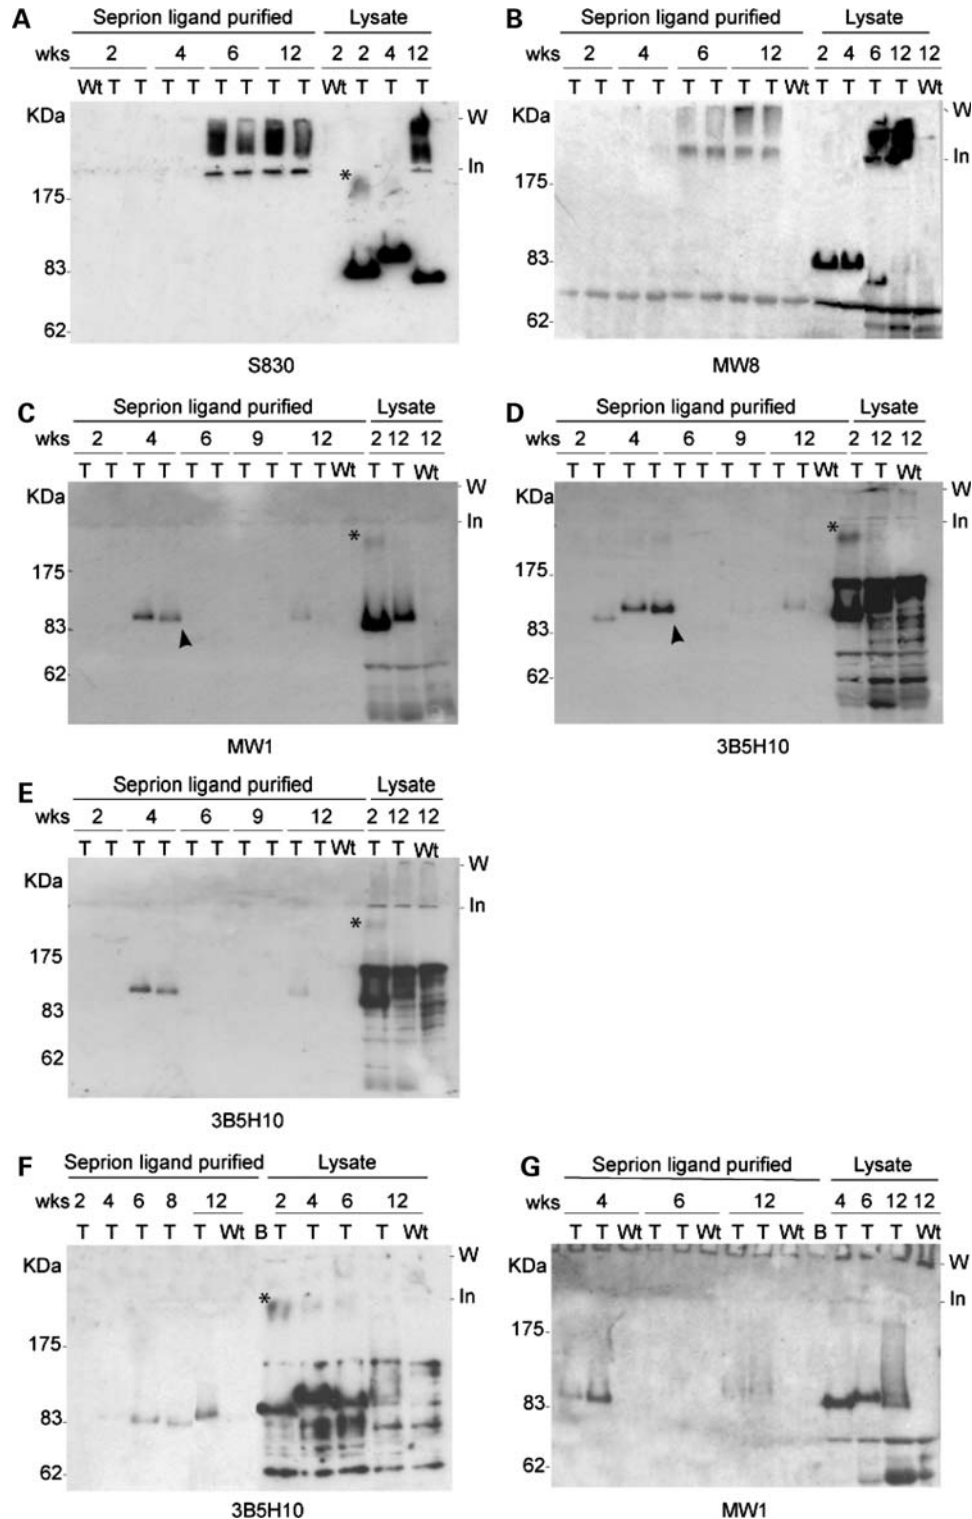 A
Seprion ligand purified Lysate
wks 2 4 6 12 2 2 4 12
Wt T T T T T T T T Wt T T T
KDa
W
In
*
175
83
62
S830
B
Seprion ligand purified Lysate
wks 2 4 6 12 2 4 6 12 12
T T T T T T T T Wt T T T T Wt
KDa
W
In
175
83
62
MW8
C
Seprion ligand purified Lysate
wks 2 4 6 9 12 2 12 12
T T T T T T T T T T Wt T T Wt
KDa
W
In
*
175
83
62
MW1
D
Seprion ligand purified Lysate
wks 2 4 6 9 12 2 12 12
T T T T T T T T T T Wt T T Wt
KDa
W
In
*
175
83
62
3B5H10
E
Seprion ligand purified Lysate
wks 2 4 6 9 12 2 12 12
T T T T T T T T T T Wt T T Wt
KDa
W
In
*
175
83
62
3B5H10
F
Seprion ligand purified Lysate
wks 2 4 6 8 12 2 4 6 12
T T T T T Wt B T T T T Wt
KDa
W
In
*
175
83
62
3B5H10
G
Seprion ligand purified Lysate
wks 4 6 12 4 6 12 12
T T Wt T T Wt T T B T T T Wt
KDa
W
In
175
83
62
MW1